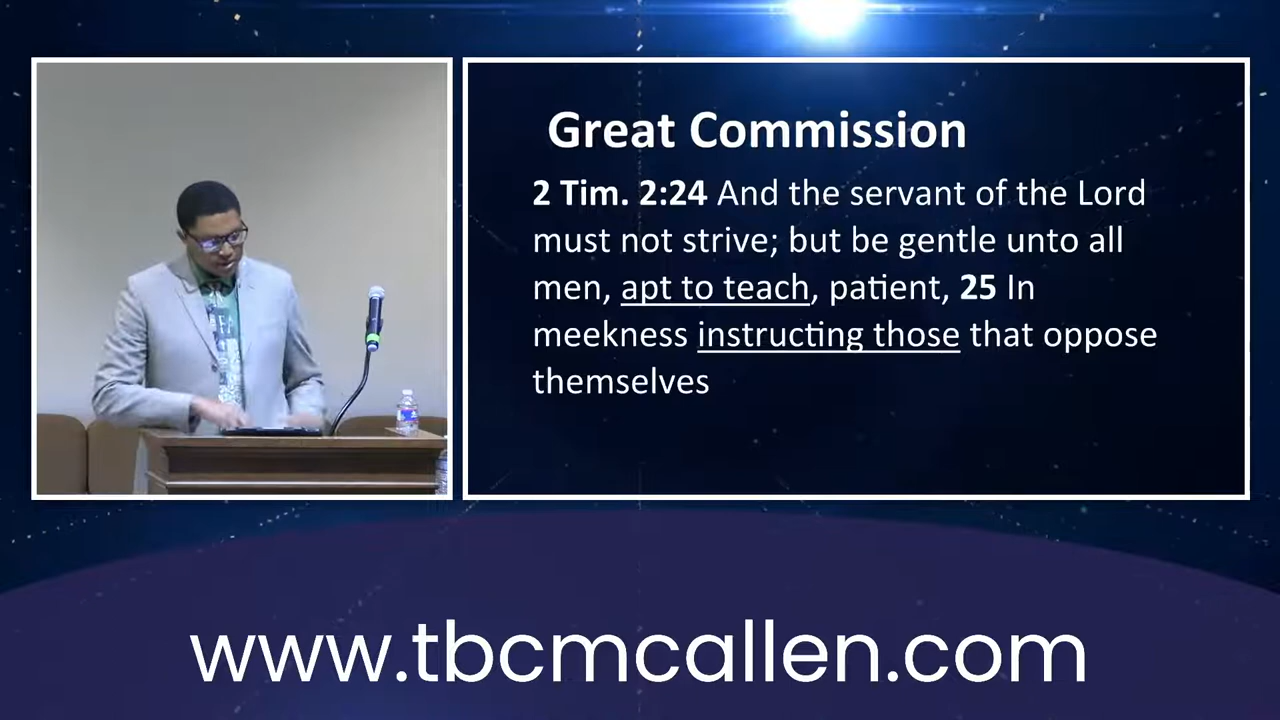 Great Commission
2 Tim. 2:24 And the servant of the Lord
must not strive; but be gentle unto all
men, apt to teach, patient, 25 In
meekness instructing those that oppose
themselves
www.tbcmcallen.com